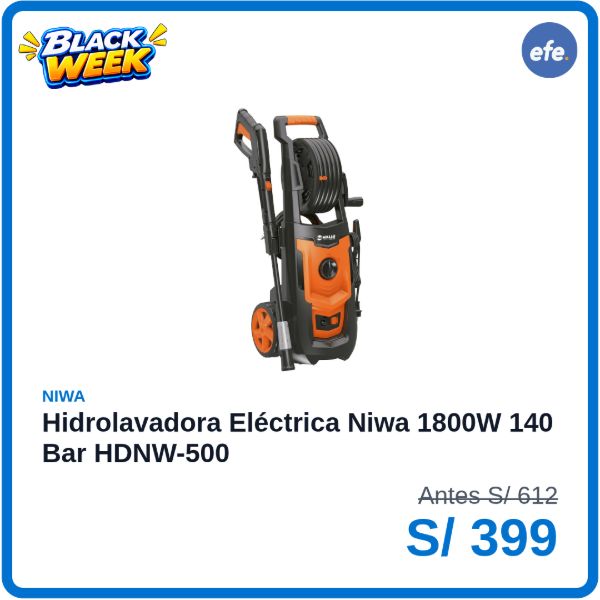 BLACK
WEEK
efe.
NIWA
Hidrolavadora Eléctrica Niwa 1800W 140
Bar HDNW-500
Antes S/ 612
S/ 399